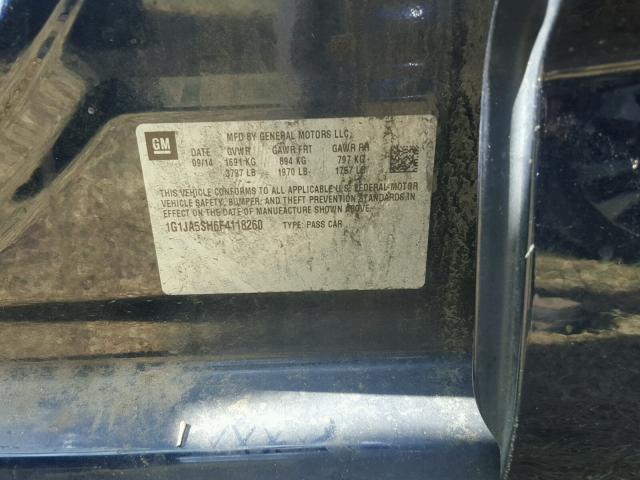 GM
MFD BY GENERAL MOTORS LLC.
DATE GVWR GAWR FRT GAWR RR
09/14 1691 KG 894 KG 797 KG
3797 LB 1970 LB 1757 LB
THIS VEHICLE CONFORMS TO ALL APPLICABLE U.S. FEDERAL MOTOR
VEHICLE SAFETY, BUMPER, AND THEFT PREVENTION STANDARDS IN
EFFECT ON THE DATE OF MANUFACTURE SHOWN ABOVE.
1G1JA5SH6F4118260 TYPE: PASS CAR